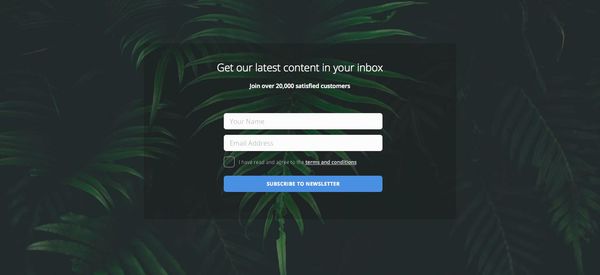 Get our latest content in your inbox
Join over 20,000 satisfied customers
Your Name
Email Address
I have read and agree to the terms and conditions
SUBSCRIBE TO NEWSLETTER